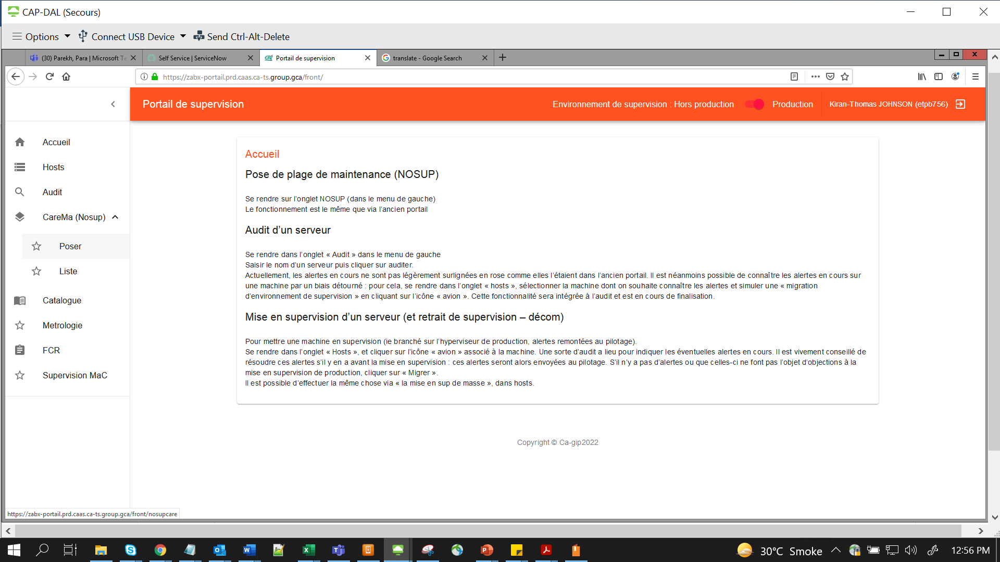 CAP-DAL (Secours)
Options
Connect USB Device
Send Ctrl-Alt-Delete
(30) Parekh, Para | Microsoft Te
Self Service | ServiceNow
Portail de supervision
translate - Google Search
https://zabx-portail.prd.caas.ca-ts.group.gca/front/
Portail de supervision
Environnement de supervision : Hors production
Production
Kiran-Thomas JOHNSON (etpb756)
Accueil
Hosts
Audit
CareMa (Nosup)
Poser
Liste
Catalogue
Metrologie
FCR
Supervision MaC
Accueil
Pose de plage de maintenance (NOSUP)
Se rendre sur l'onglet NOSUP (dans le menu de gauche)
Le fonctionnement est le même que via l'ancien portail
Audit d'un serveur
Se rendre dans l'onglet « Audit » dans le menu de gauche
Saisir le nom d'un serveur puis cliquer sur auditer.
Actuellement, les alertes en cours ne sont pas légèrement surlignées en rose comme elles l'étaient dans l'ancien portail. Il est néanmoins possible de connaître les alertes en cours sur
une machine par un biais détourné : pour cela, se rendre dans l'onglet « hosts », sélectionner la machine dont on souhaite connaître les alertes et simuler une « migration
d'environnement de supervision » en cliquant sur l'icône « avion ». Cette fonctionnalité sera intégrée à l'audit et est en cours de finalisation.
Mise en supervision d'un serveur (et retrait de supervision – décom)
Pour mettre une machine en supervision (ie branché sur l'hyperviseur de production, alertes remontées au pilotage).
Se rendre dans l'onglet « Hosts », et cliquer sur l'icône « avion » associé à la machine. Une sorte d'audit a lieu pour indiquer les éventuelles alertes en cours. Il est vivement conseillé de
résoudre ces alertes s'il y en a avant la mise en supervision : ces alertes seront alors envoyées au pilotage. S'il n'y a pas d'alertes ou que celles-ci ne font pas l'objet d'objections à la
mise en supervision de production, cliquer sur « Migrer ».
Il est possible d'effectuer la même chose via « la mise en sup de masse », dans hosts.
Copyright © Ca-gip2022
https://zabx-portail.prd.caas.ca-ts.group.gca/front/nosupcare
30°C Smoke
12:56 PM